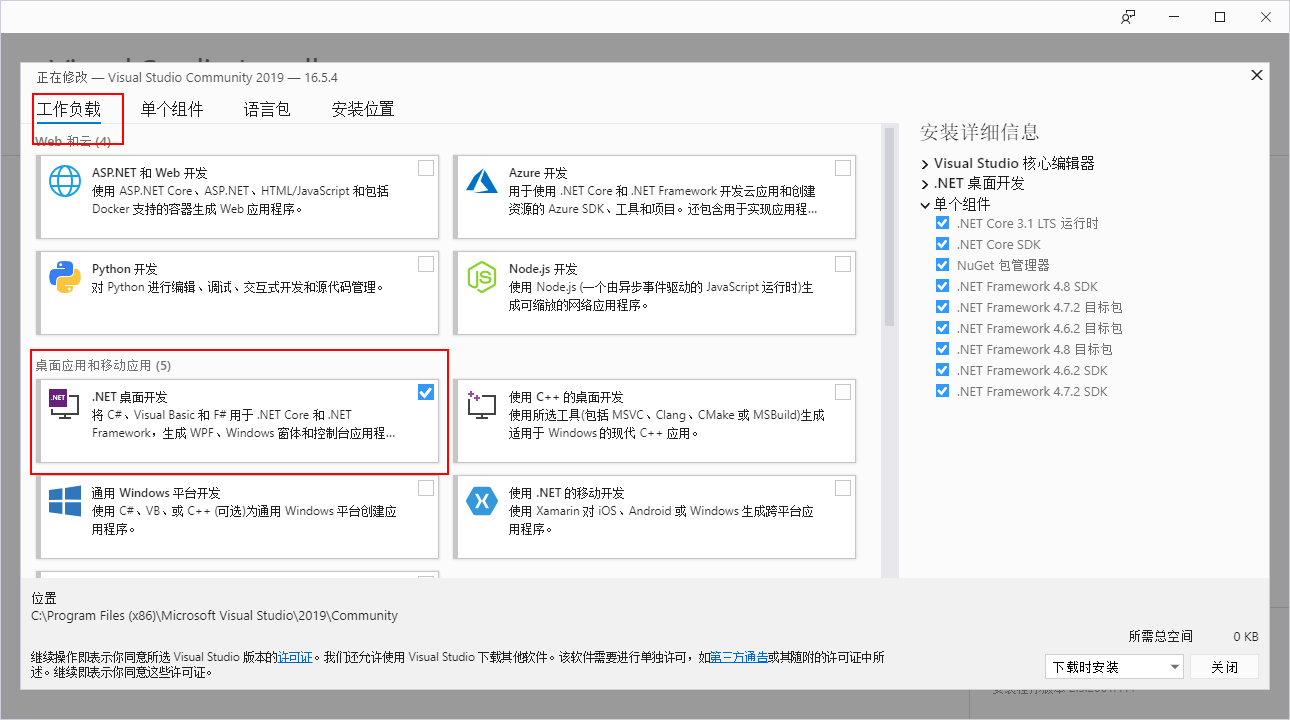 正在修改 — Visual Studio Community 2019 — 16.5.4
工作负载 单个组件 语言包 安装位置
Web 和云 (4)
ASP.NET 和 Web 开发
使用 ASP.NET Core、ASP.NET、HTML/JavaScript 和包括
Docker 支持的容器生成 Web 应用程序。
Azure 开发
用于使用 .NET Core 和 .NET Framework 开发云应用和创建
资源的 Azure SDK、工具和项目。还包含用于实现应用程...
Python 开发
对 Python 进行编辑、调试、交互式开发和源代码管理。
Node.js 开发
使用 Node.js (一个由异步事件驱动的 JavaScript 运行时)生
成可缩放的网络应用程序。
桌面应用和移动应用 (5)
.NET
.NET 桌面开发
将 C#、Visual Basic 和 F# 用于 .NET Core 和 .NET
Framework，生成 WPF、Windows 窗体和控制台应用程...
使用 C++ 的桌面开发
使用所选工具(包括 MSVC、Clang、CMake 或 MSBuild)生成
适用于 Windows 的现代 C++ 应用。
通用 Windows 平台开发
使用 C#、VB、或 C++ (可选)为通用 Windows 平台创建应
用程序。
使用 .NET 的移动开发
使用 Xamarin 对 iOS、Android 或 Windows 生成跨平台应
用程序。
安装详细信息
Visual Studio 核心编辑器
.NET 桌面开发
单个组件
.NET Core 3.1 LTS 运行时
.NET Core SDK
NuGet 包管理器
.NET Framework 4.8 SDK
.NET Framework 4.7.2 目标包
.NET Framework 4.6.2 目标包
.NET Framework 4.8 目标包
.NET Framework 4.6.2 SDK
.NET Framework 4.7.2 SDK
位置
C:\Program Files (x86)\Microsoft Visual Studio\2019\Community
所需总空间 0 KB
继续操作即表示你同意所选 Visual Studio 版本的许可证。我们还允许使用 Visual Studio 下载其他软件。该软件需要进行单独许可，如第三方通告或其随附的许可证中所
述。继续即表示你同意这些许可证。
下载时安装 关闭